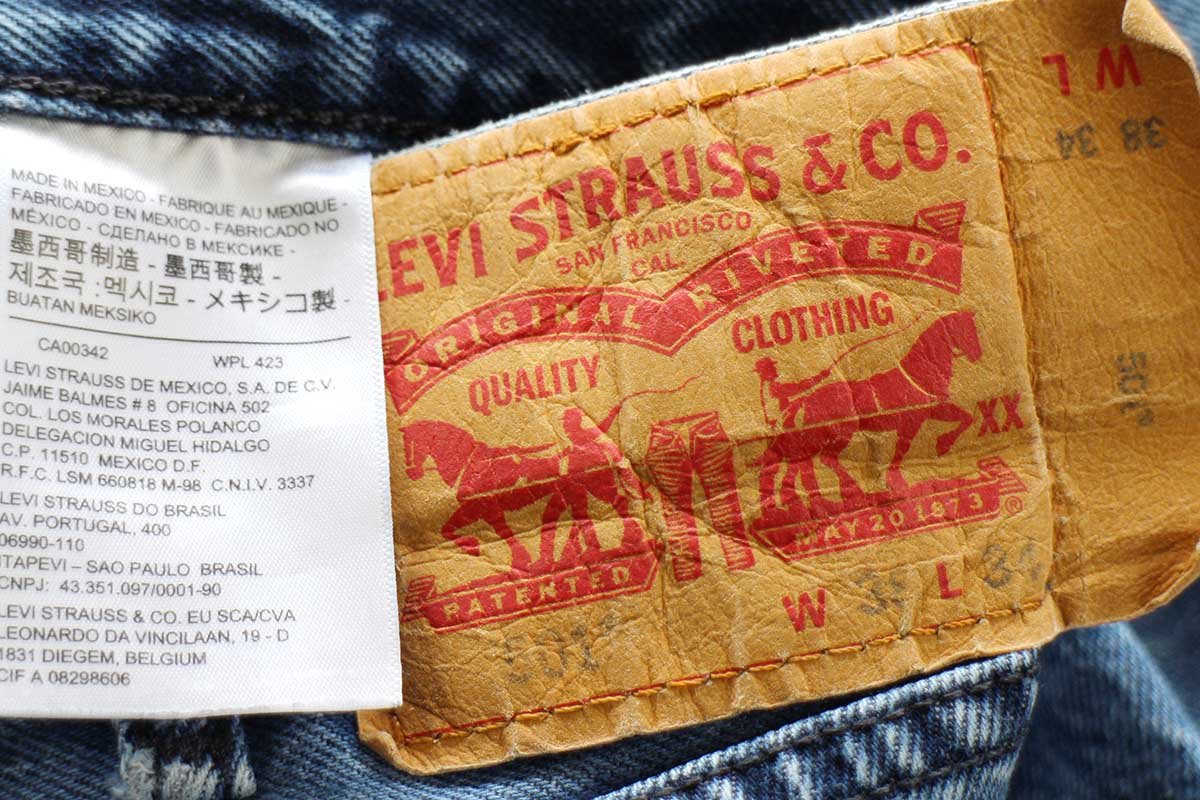 MADE IN MEXICO - FABRIQUE AU MEXIQUE -
FABRICADO EN MEXICO - FABRICADO NO
MÉXICO - СДЕЛАНО В МЕКСИКЕ -
墨西哥制造 - 墨西哥製 -
제조국 :멕시코 - メキシコ製 -
BUATAN MEKSIKO
CA00342 WPL 423
LEVI STRAUSS DE MEXICO, S.A. DE C.V.
JAIME BALMES # 8 OFICINA 502
COL. LOS MORALES POLANCO
DELEGACION MIGUEL HIDALGO
C.P. 11510 MEXICO D.F.
R.F.C. LSM 660818 M-98 C.N.I.V. 3337
LEVI STRAUSS DO BRASIL
AV. PORTUGAL, 400
06990-110
ITAPEVI – SAO PAULO BRASIL
CNPJ: 43.351.097/0001-90
LEVI STRAUSS & CO. EU SCA/CVA
LEONARDO DA VINCILAAN, 19 - D
1831 DIEGEM, BELGIUM
CIF A 08298606
LEVI STRAUSS & CO.
SAN FRANCISCO
CAL.
ORIGINAL RIVETED
QUALITY CLOTHING
XX
PATENTED MAY 20 1873 ®
501 W L 34
W L
38 34